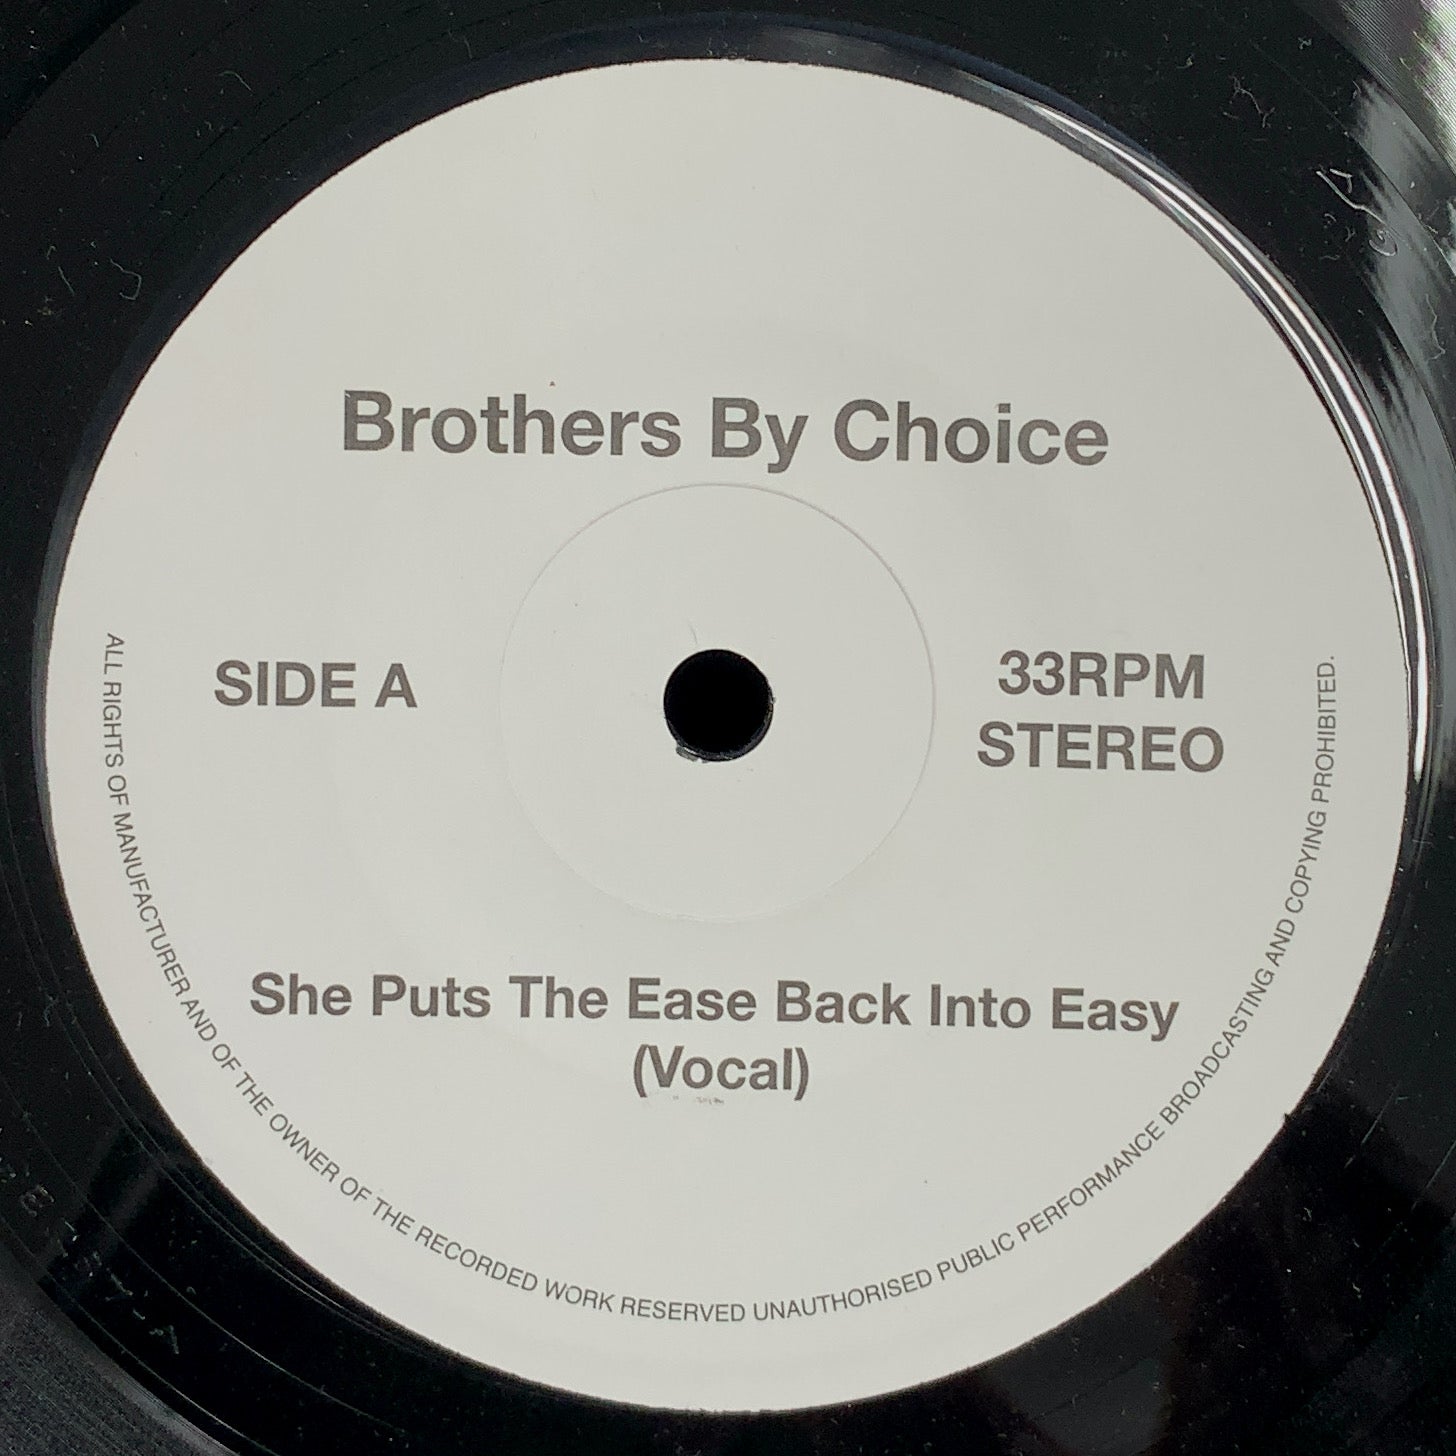 Brothers By Choice
SIDE A
33RPM
STEREO
She Puts The Ease Back Into Easy
(Vocal)
ALL RIGHTS OF MANUFACTURER AND OF THE OWNER OF THE RECORDED WORK RESERVED UNAUTHORISED PUBLIC PERFORMANCE BROADCASTING AND COPYING PROHIBITED.